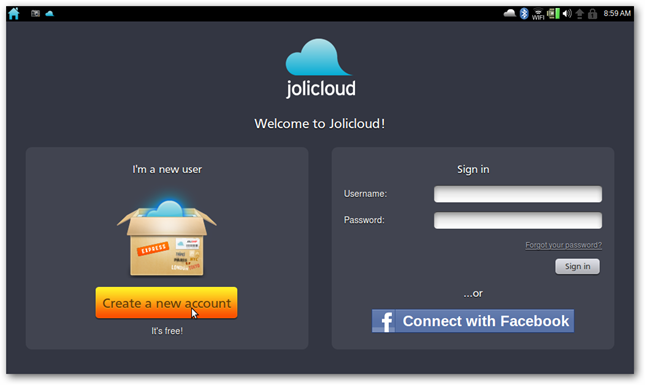 WIFI
8:59 AM
jolicloud
Welcome to Jolicloud!
I'm a new user
EXPRESS
Create a new account
It's free!
Sign in
Username:
Password:
Forgot your password?
Sign in
...or
f Connect with Facebook